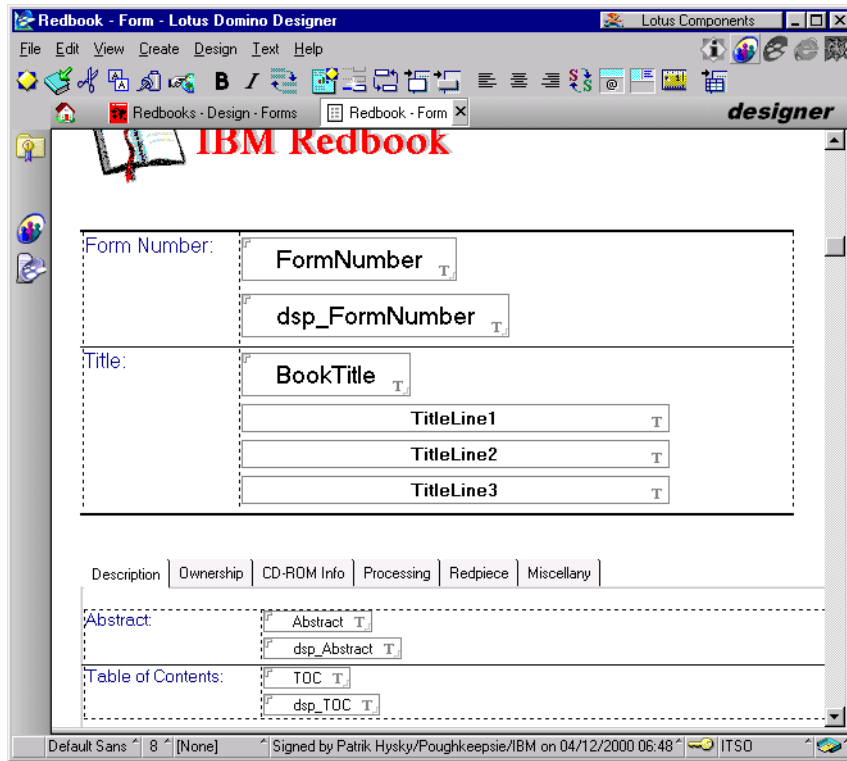 Redbook - Form - Lotus Domino Designer
Lotus Components
File Edit View Create Design Text Help
B I
Redbooks - Design - Forms
Redbook - Form
designer
IBM Redbook
Form Number:
FormNumber T
dsp_FormNumber T
Title:
BookTitle T
TitleLine1 T
TitleLine2 T
TitleLine3 T
Description Ownership CD-ROM Info Processing Redpiece Miscellany
Abstract:
Abstract T
dsp_Abstract T
Table of Contents:
TOC T
dsp_TOC T
Default Sans 8 [None] Signed by Patrik Hysky/Poughkeepsie/IBM on 04/12/2000 06:48 ITSO